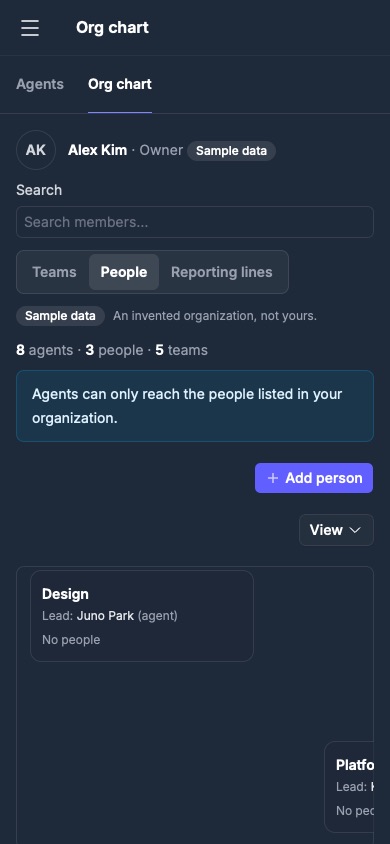 Org chart
Agents
Org chart
AK
Alex Kim · Owner
Sample data
Search
Search members...
Teams
People
Reporting lines
Sample data
An invented organization, not yours.
8 agents · 3 people · 5 teams
Agents can only reach the people listed in your
organization.
+ Add person
View
Design
Lead: Juno Park (agent)
No people
Lead:
No